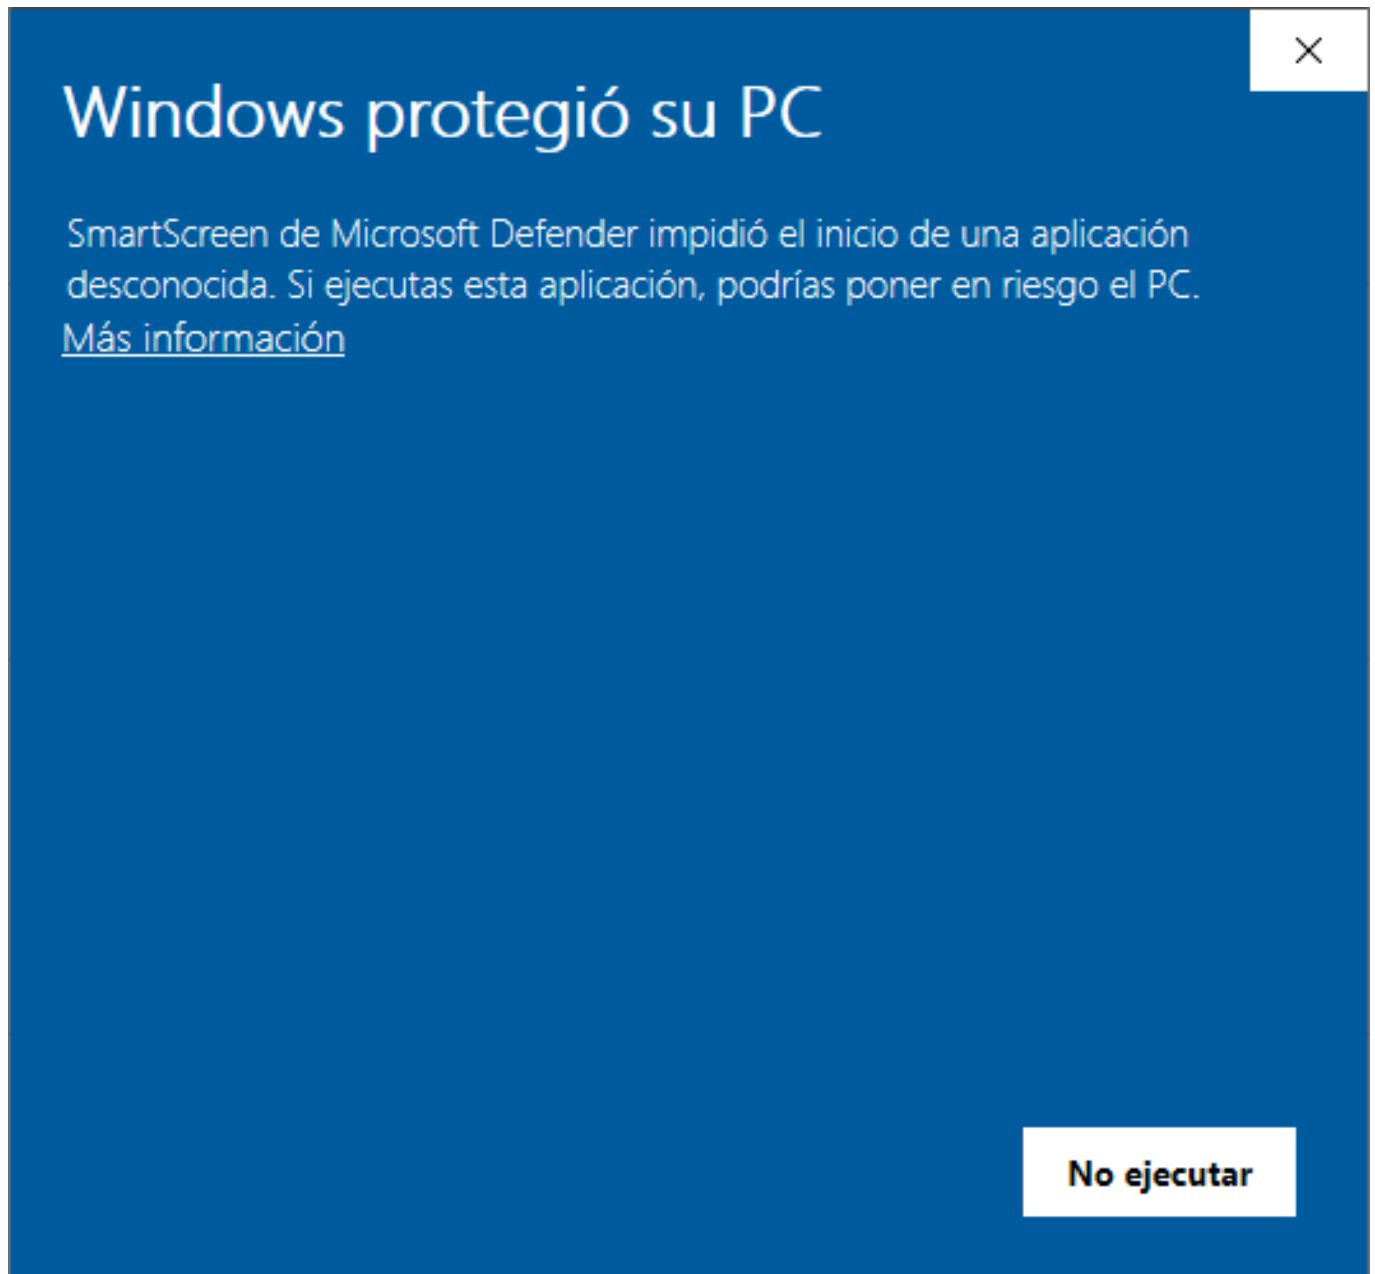 Windows protegió su PC
SmartScreen de Microsoft Defender impidió el inicio de una aplicación
desconocida. Si ejecutas esta aplicación, podrías poner en riesgo el PC.
Más información
No ejecutar